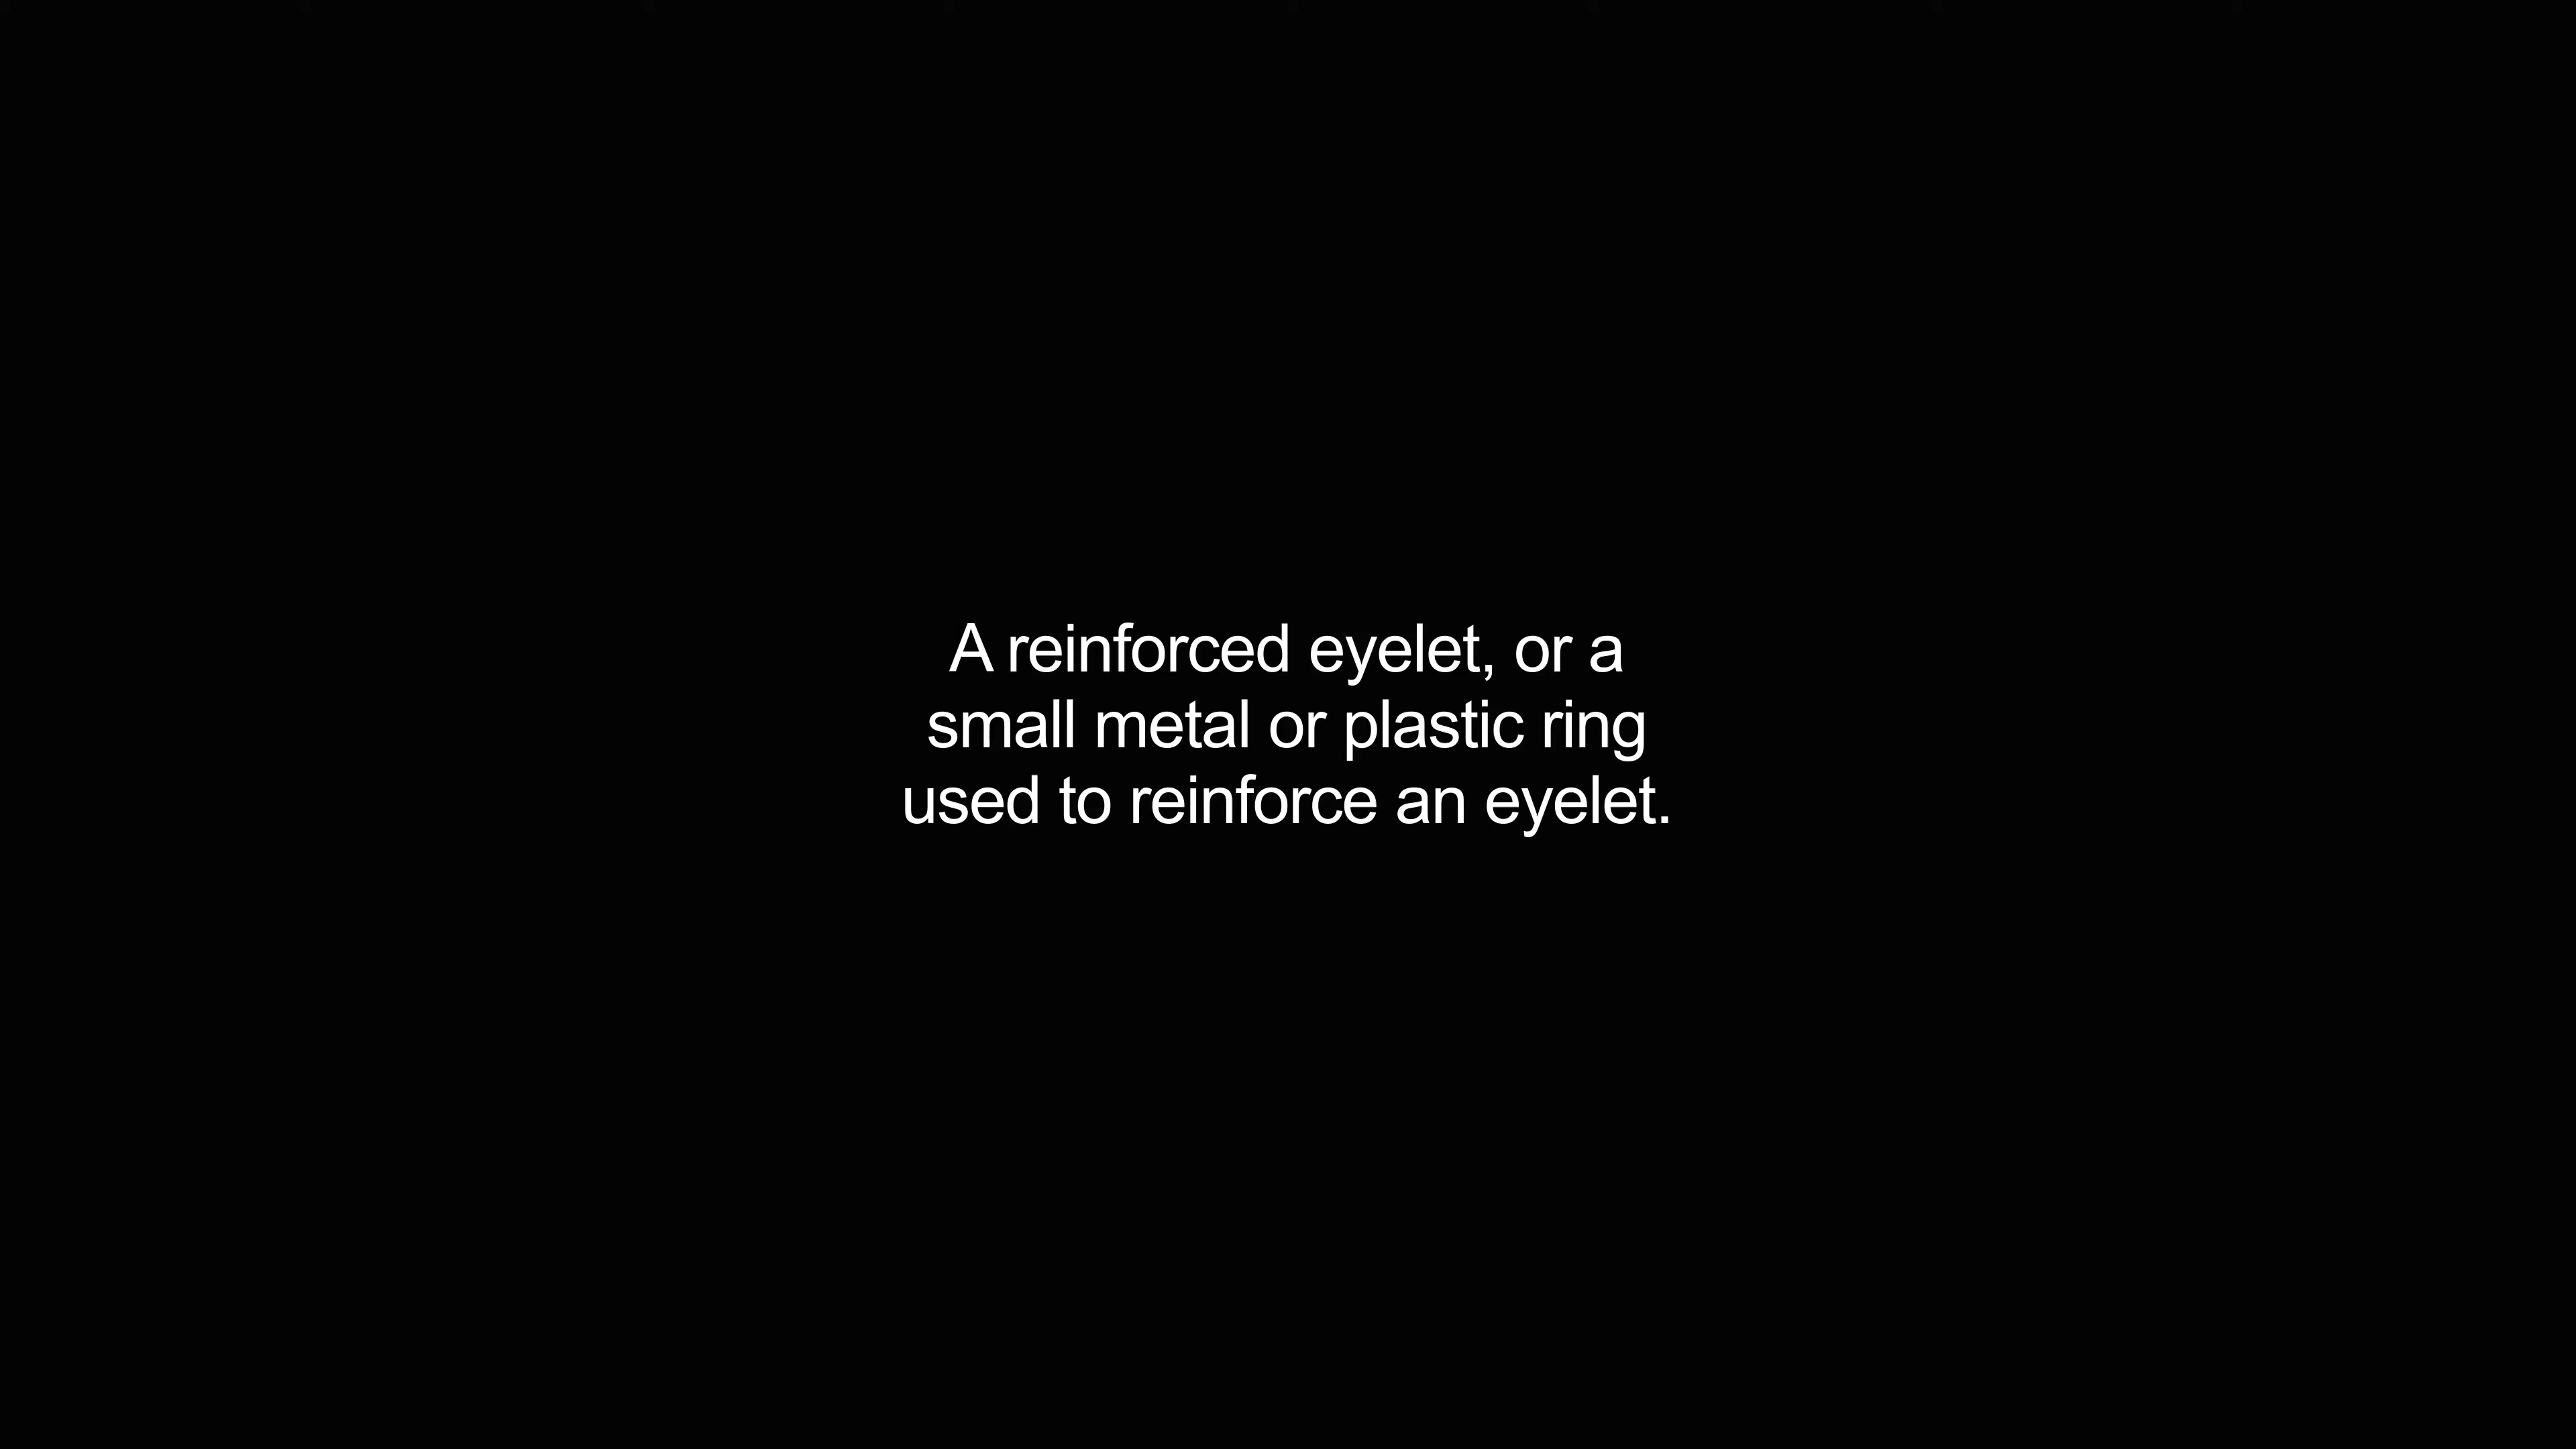 A reinforced eyelet, or a
small metal or plastic ring
used to reinforce an eyelet.